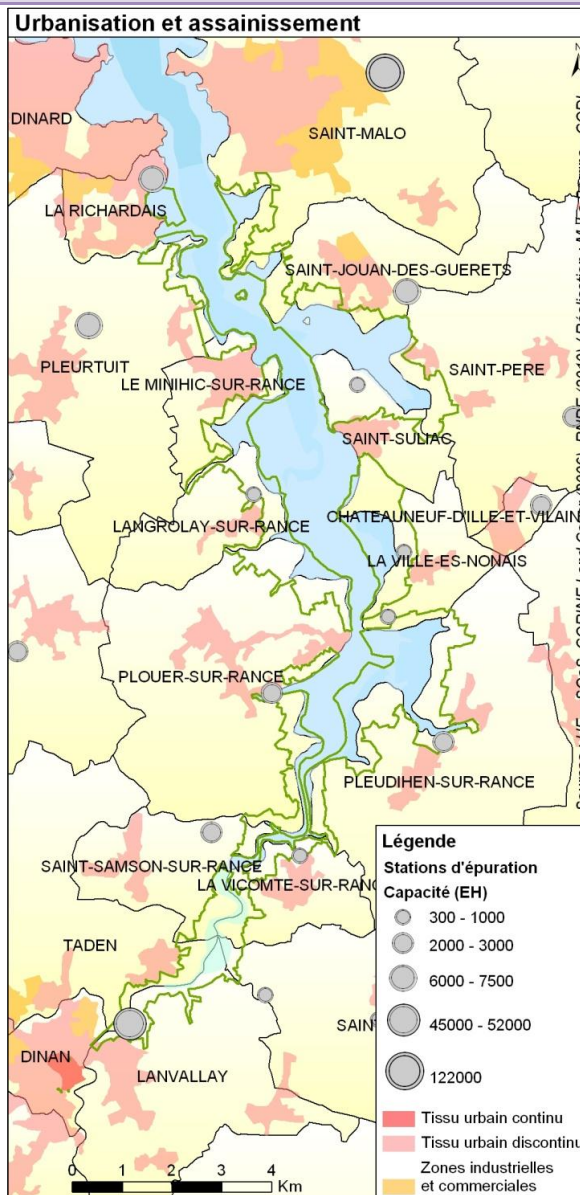 Urbanisation et assainissement
N
DINARD
SAINT-MALO
LA RICHARDAIS
SAINT-JOUAN-DES-GUERETS
PLEURTUIT
SAINT-PERE
LE MINIHIC-SUR-RANCE
SAINT-SULIAC
CHATEAUNEUF-D'ILLE-ET-VILAIN
LANGROLAY-SUR-RANCE
LA VILLE-ES-NONAIS
PLOUER-SUR-RANCE
PLEUDIHEN-SUR-RANCE
SAINT-SAMSON-SUR-RANCE
LA VICOMTE-SUR-RANC
TADEN
SAIN
DINAN
LANVALLAY
Légende
Stations d'épuration
Capacité (EH)
300 - 1000
2000 - 3000
6000 - 7500
45000 - 52000
122000
Tissu urbain continu
Tissu urbain discontinu
Zones industrielles
et commerciales
0 1 2 3 4
Km